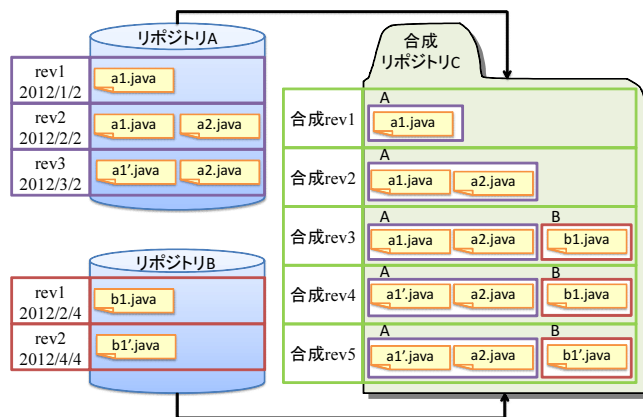 リポジトリA
rev1
2012/1/2
a1.java
rev2
2012/2/2
a1.java a2.java
rev3
2012/3/2
a1’.java a2.java
リポジトリB
rev1
2012/2/4
b1.java
rev2
2012/4/4
b1’.java
合成
リポジトリC
合成rev1
A
a1.java
合成rev2
A
a1.java a2.java
合成rev3
A B
a1.java a2.java b1.java
合成rev4
A B
a1’.java a2.java b1.java
合成rev5
A B
a1’.java a2.java b1’.java